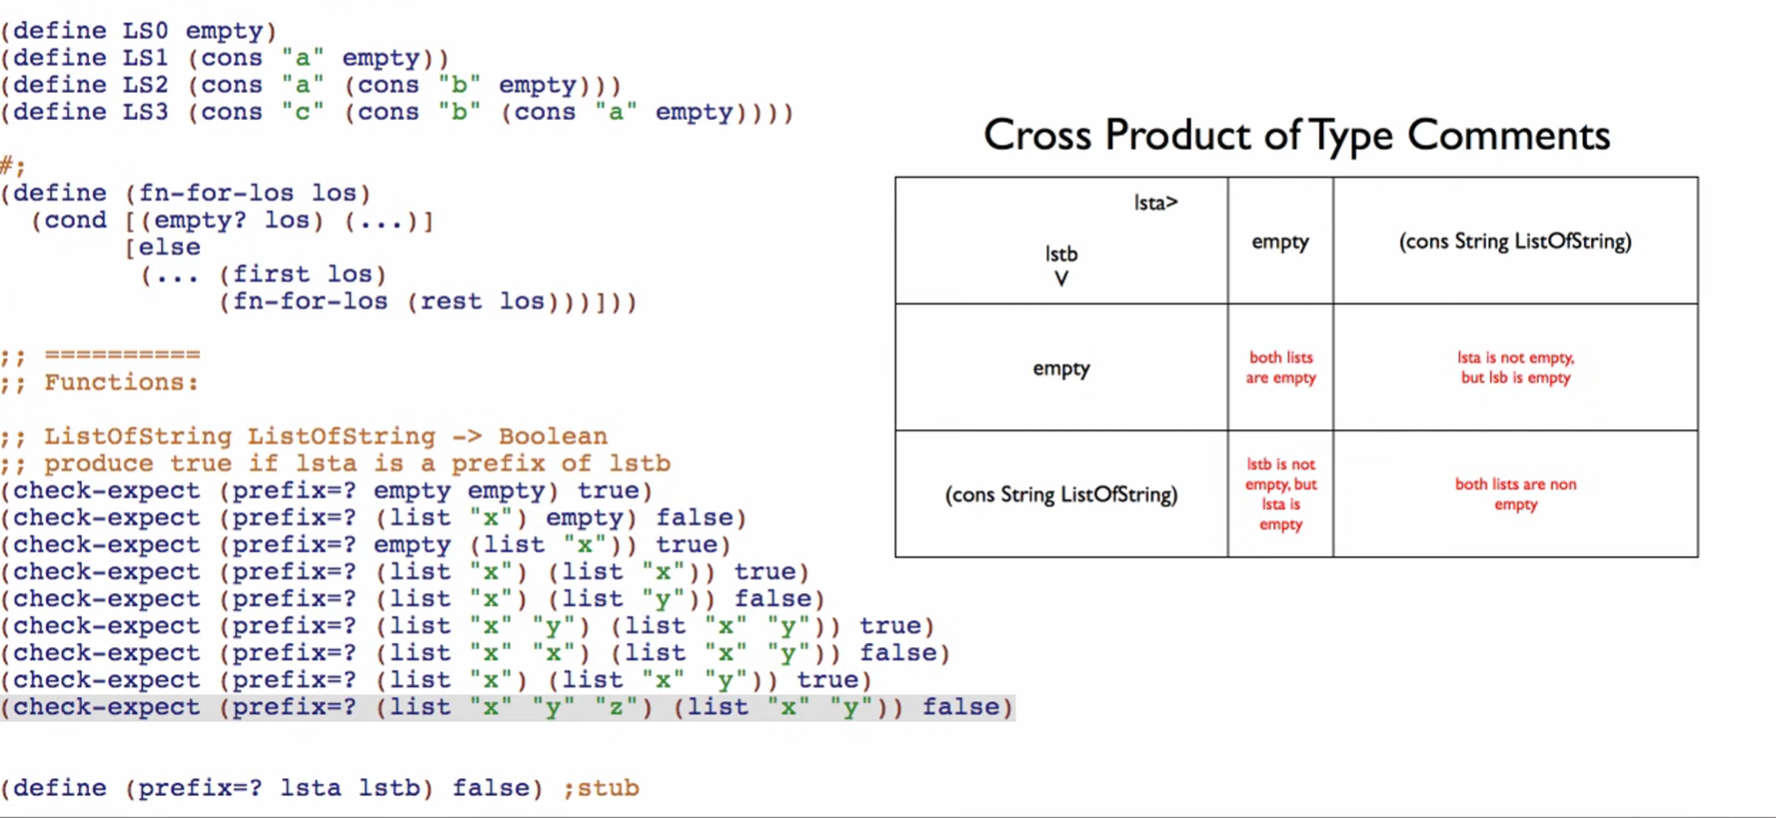 (define LS0 empty)
(define LS1 (cons "a" empty))
(define LS2 (cons "a" (cons "b" empty)))
(define LS3 (cons "c" (cons "b" (cons "a" empty))))
#;
(define (fn-for-los los)
(cond [(empty? los) (...)]
[else
(... (first los)
(fn-for-los (rest los)))]))
;; ==========
;; Functions:
;; ListOfString ListOfString -> Boolean
;; produce true if lsta is a prefix of lstb
(check-expect (prefix=? empty empty) true)
(check-expect (prefix=? (list "x") empty) false)
(check-expect (prefix=? empty (list "x")) true)
(check-expect (prefix=? (list "x") (list "x")) true)
(check-expect (prefix=? (list "x") (list "y")) false)
(check-expect (prefix=? (list "x" "y") (list "x" "y")) true)
(check-expect (prefix=? (list "x" "x") (list "x" "y")) false)
(check-expect (prefix=? (list "x") (list "x" "y")) true)
(check-expect (prefix=? (list "x" "y" "z") (list "x" "y")) false)
(define (prefix=? lsta lstb) false) ;stub
Cross Product of Type Comments
lsta>
lstb
V
empty
(cons String ListOfString)
empty
both lists
are empty
lsta is not empty,
but lsb is empty
(cons String ListOfString)
lstb is not
empty, but
lsta is
empty
both lists are non
empty